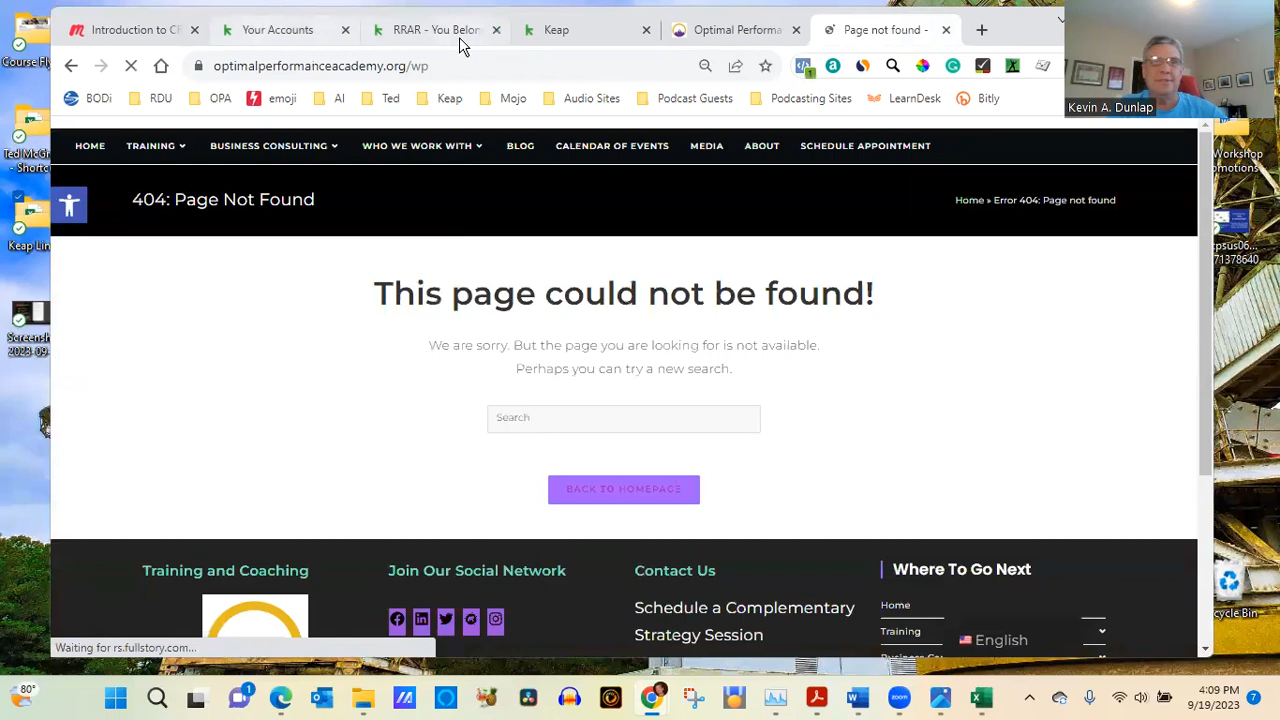 Introduction to
Your Accounts
RRAR - You Belon
Keap
Optimal Performa
Page not found -
optimalperformanceacademy.org/wp
BODi
RDU
OPA
emoji
AI
Ted
Keap
Mojo
Audio Sites
Podcast Guests
Podcasting Sites
LearnDesk
Bitly
Kevin A. Dunlap
HOME
TRAINING
BUSINESS CONSULTING
WHO WE WORK WITH
BLOG
CALENDAR OF EVENTS
MEDIA
ABOUT
SCHEDULE APPOINTMENT
404: Page Not Found
Home » Error 404: Page not found
This page could not be found!
We are sorry. But the page you are looking for is not available.
Perhaps you can try a new search.
Search
BACK TO HOMEPAGE
Training and Coaching
Join Our Social Network
Contact Us
Schedule a Complementary
Strategy Session
Where To Go Next
Home
Training
English
Waiting for rs.fullstory.com...
Course Fly
Ted McGr
- Shortc
Keap Lin
Screensh
2023-09-
Workshop
omotions
cpsus06...
71378640
cycle Bin
80°
1
1
4:09 PM
9/19/2023
7